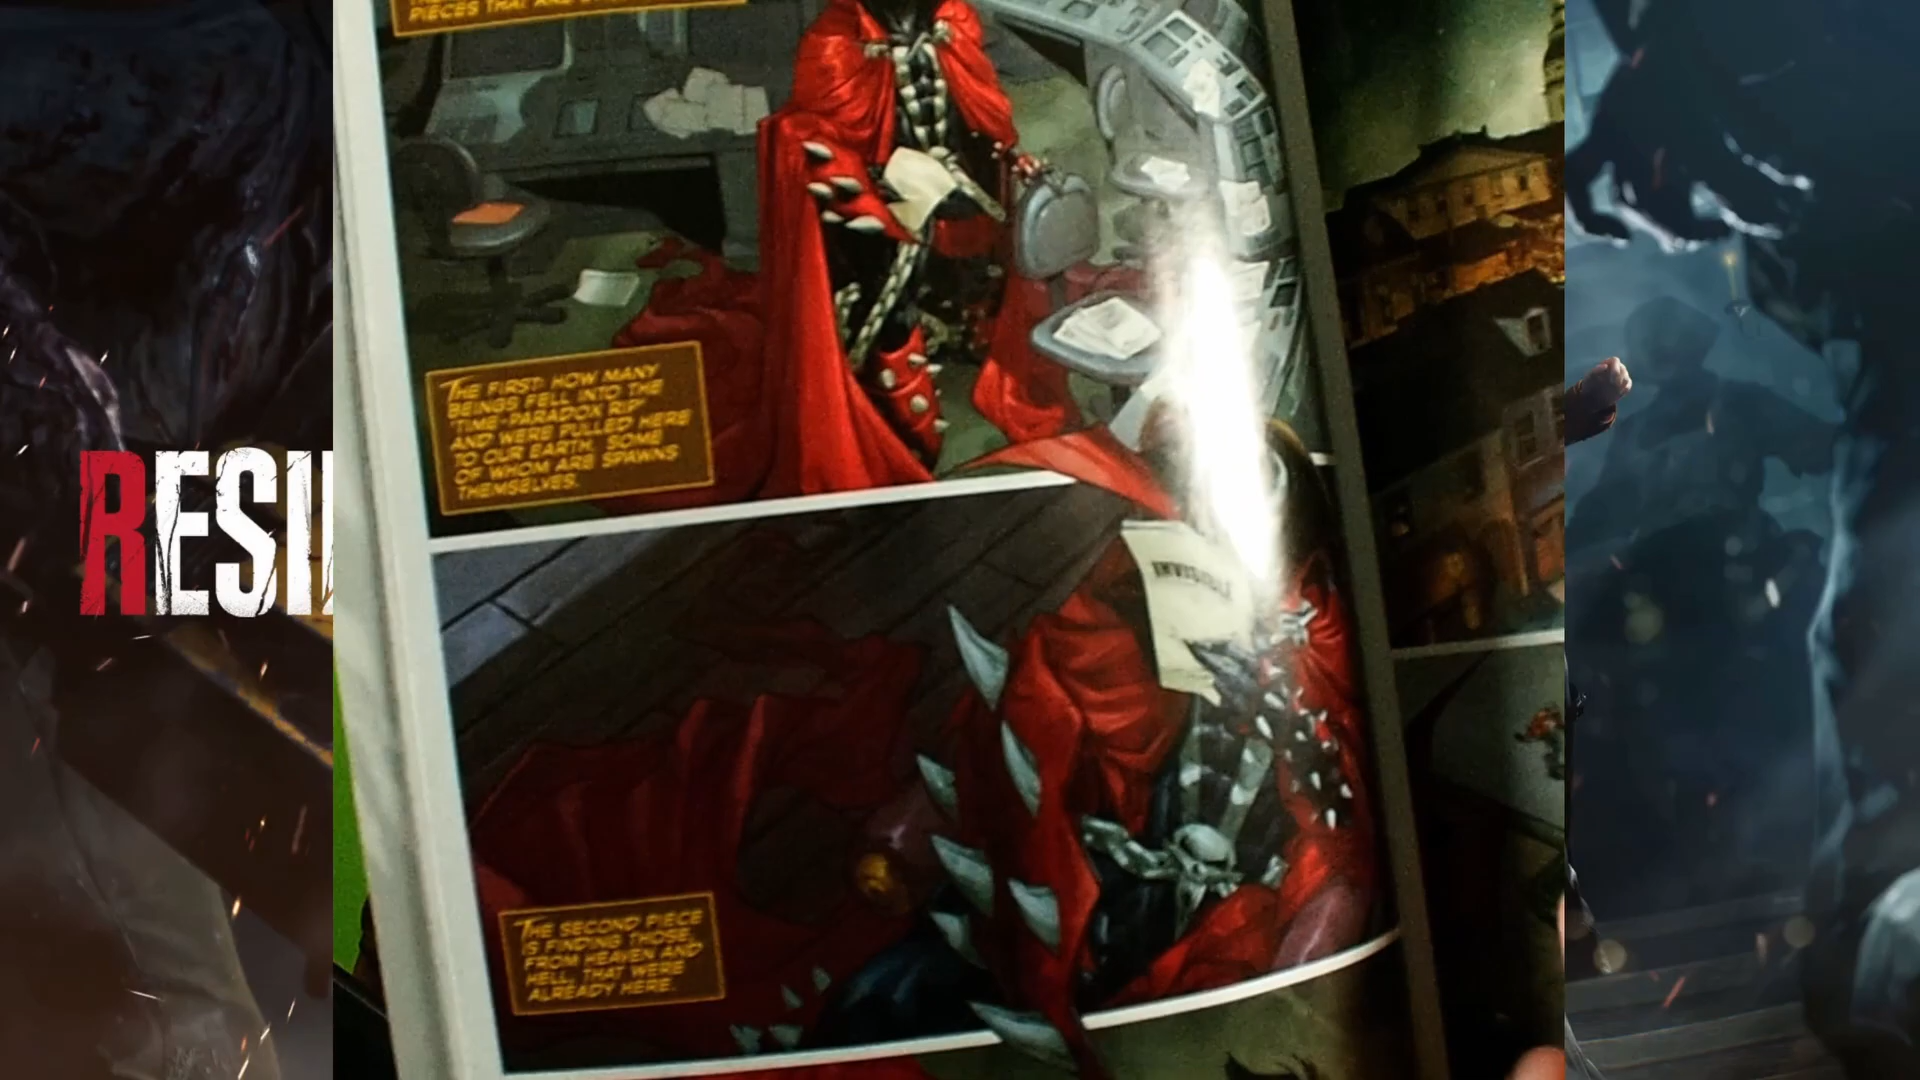 PIECES THAT ARE
THE FIRST: HOW MANY
BEINGS FELL INTO THE
"TIME-PARADOX RIP"
AND WERE PULLED HERE
TO OUR EARTH. SOME
OF WHOM ARE SPAWNS
THEMSELVES.
RESI
INVISIBLE
THE SECOND PIECE
IS FINDING THOSE,
FROM HEAVEN AND
HELL, THAT WERE
ALREADY HERE.